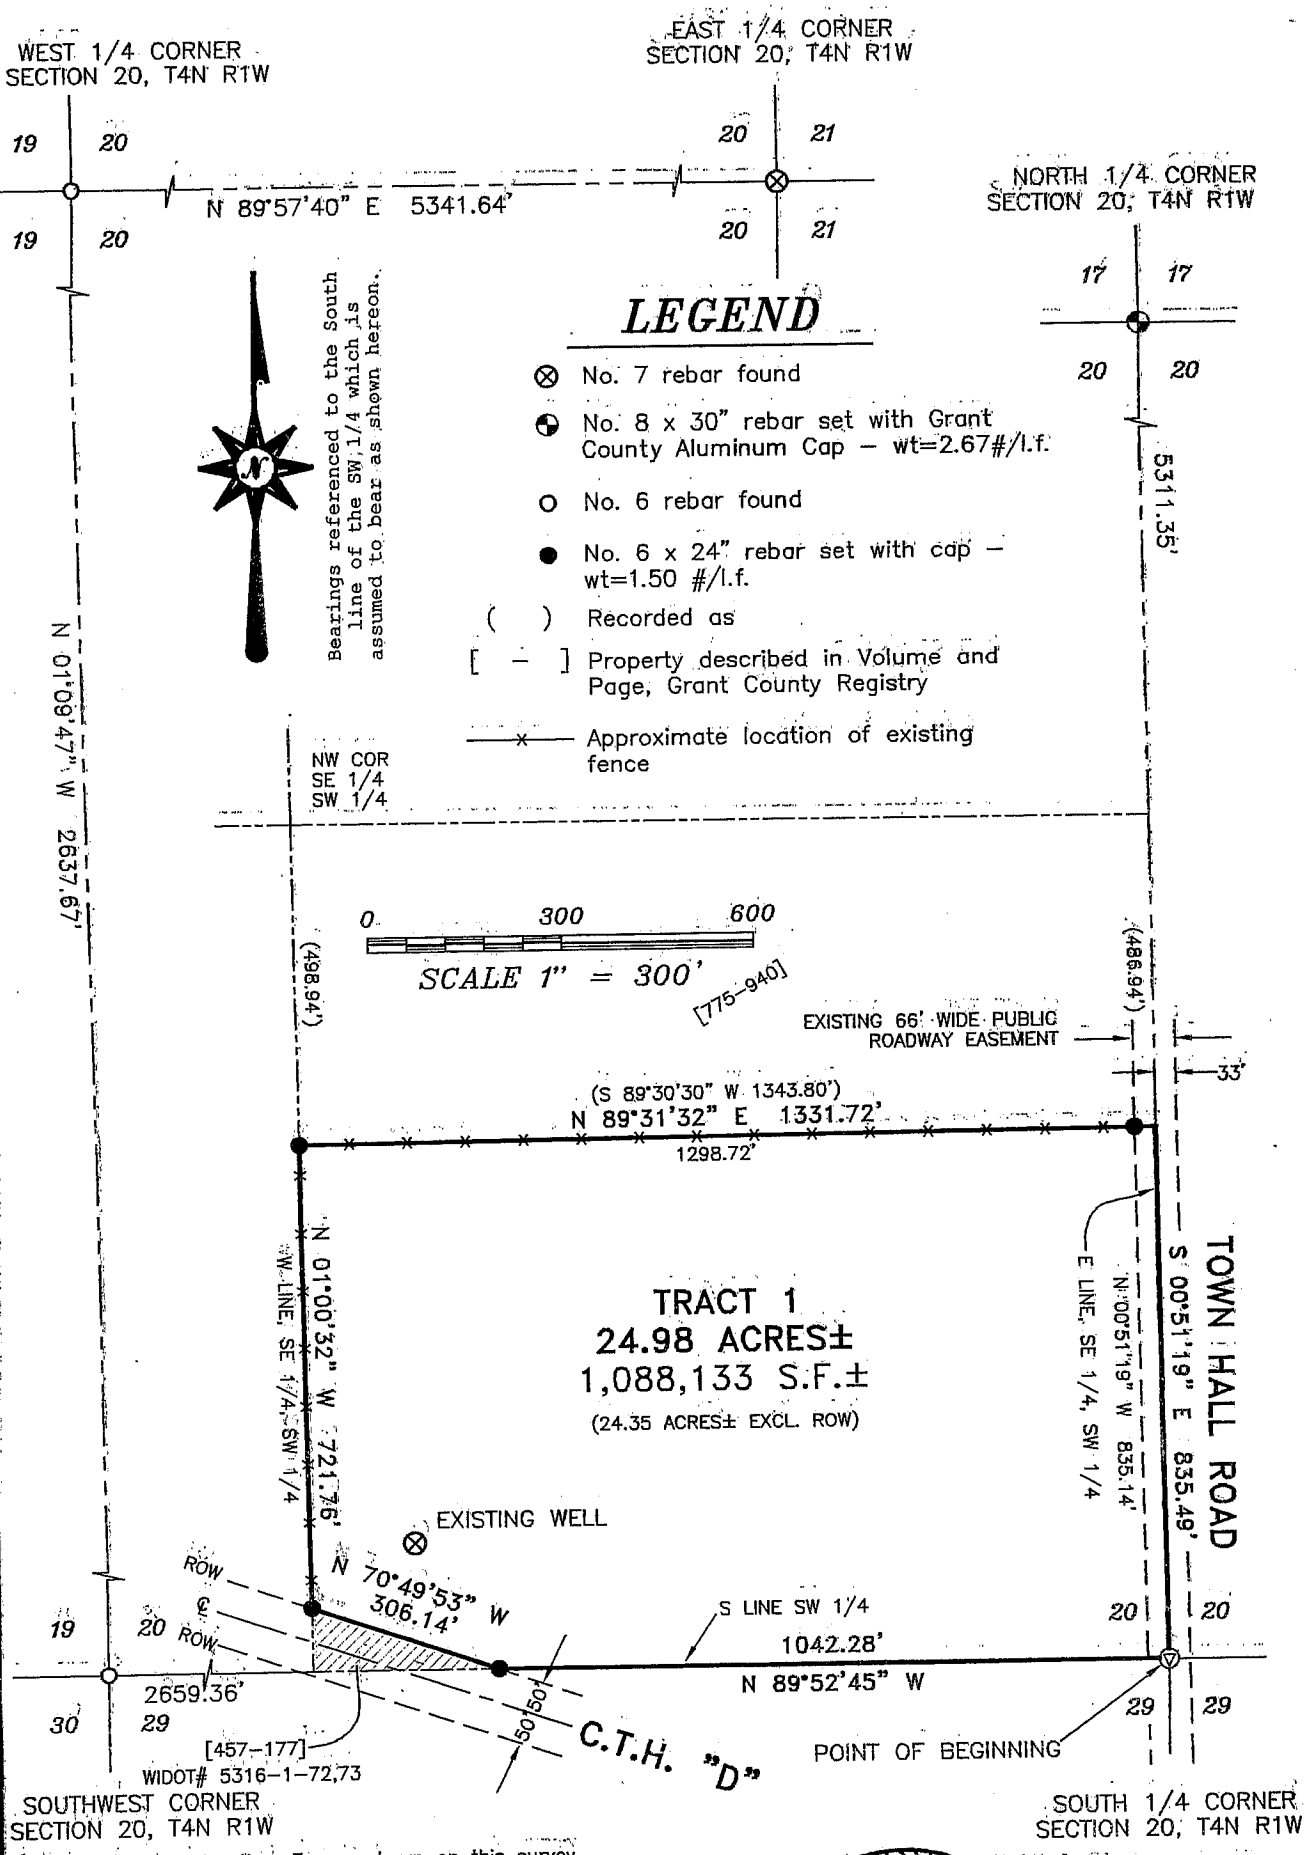 WEST 1/4 CORNER
SECTION 20, T4N R1W
EAST 1/4 CORNER
SECTION 20, T4N R1W
19 20
20 21
N 89°57'40" E 5341.64'
19 20
20 21
NORTH 1/4 CORNER
SECTION 20, T4N R1W
17 17
20 20
5311.35'
N
Bearings referenced to the South
line of the SW 1/4 which is
assumed to bear as shown hereon.
LEGEND
No. 7 rebar found
No. 8 x 30" rebar set with Grant
County Aluminum Cap – wt=2.67#/l.f.
No. 6 rebar found
No. 6 x 24" rebar set with cap –
wt=1.50 #/l.f.
( ) Recorded as
[ – ] Property described in Volume and
Page, Grant County Registry
x Approximate location of existing
fence
N 01°09'47" W 2637.67'
NW COR
SE 1/4
SW 1/4
0 300 600
SCALE 1" = 300'
[775–940]
(498.94')
(486.94')
EXISTING 66' WIDE PUBLIC
ROADWAY EASEMENT
33'
(S 89°30'30" W 1343.80')
N 89°31'32" E 1331.72'
1298.72'
N 01°00'32" W 721.76'
W LINE, SE 1/4, SW 1/4
TRACT 1
24.98 ACRES±
1,088,133 S.F.±
(24.35 ACRES± EXCL. ROW)
E LINE, SE 1/4, SW 1/4
N 00°51'19" W 835.14'
S 00°51'19" E 835.49'
TOWN HALL ROAD
EXISTING WELL
N 70°49'53" W
306.14'
ROW
℄
ROW
S LINE SW 1/4
1042.28'
N 89°52'45" W
19 20
20 20
2659.36'
30 29
29 29
50' 50'
C.T.H. "D"
[457–177]
WIDOT# 5316–1–72,73
POINT OF BEGINNING
SOUTHWEST CORNER
SECTION 20, T4N R1W
SOUTH 1/4 CORNER
SECTION 20, T4N R1W
on this survey